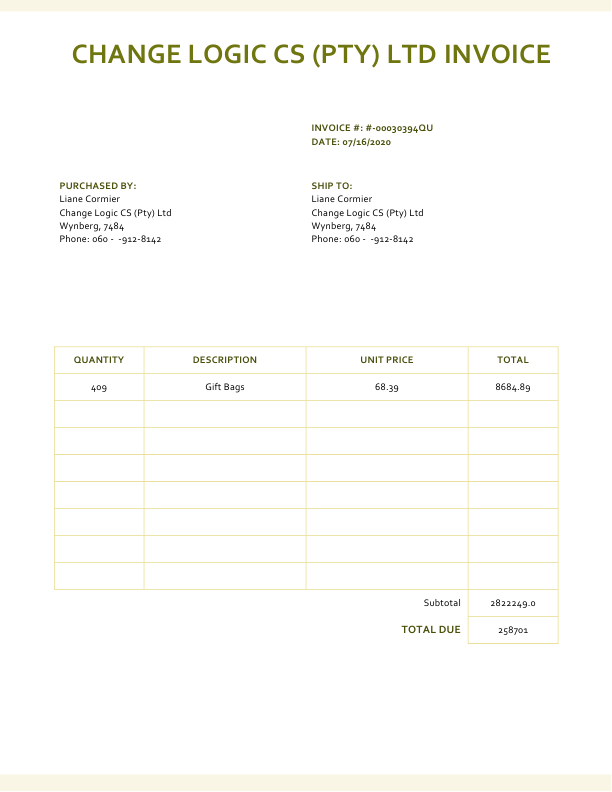 CHANGE LOGIC CS (PTY) LTD INVOICE
INVOICE #: #-00030394QU
DATE: 07/16/2020
PURCHASED BY:
Liane Cormier
Change Logic CS (Pty) Ltd
Wynberg, 7484
Phone: 060 - -912-8142
SHIP TO:
Liane Cormier
Change Logic CS (Pty) Ltd
Wynberg, 7484
Phone: 060 - -912-8142
QUANTITY DESCRIPTION UNIT PRICE TOTAL
409 Gift Bags 68.39 8684.89
Subtotal 2822249.0
TOTAL DUE 258701